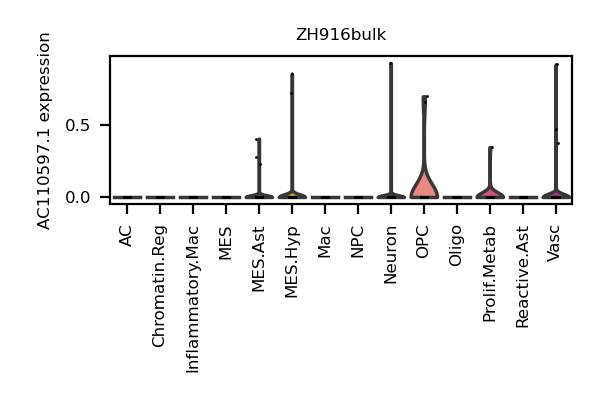 ZH916bulk
AC110597.1 expression
0.5
0.0
AC
Chromatin.Reg
Inflammatory.Mac
MES
MES.Ast
MES.Hyp
Mac
NPC
Neuron
OPC
Oligo
Prolif.Metab
Reactive.Ast
Vasc